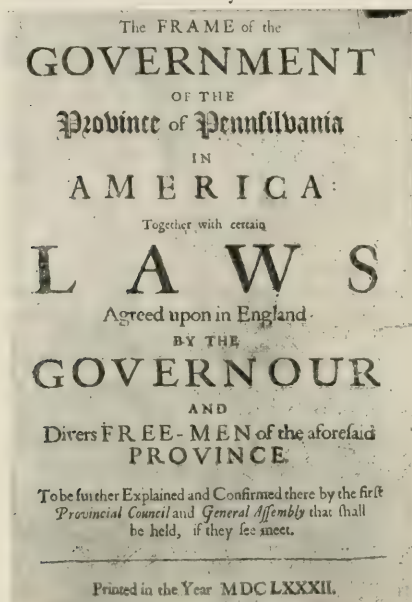 The FRAME of the
GOVERNMENT
OF THE
Province of Pennſilvania
IN
AMERICA:
Together with certain
LAWS
Agreed upon in England
BY THE
GOVERNOUR
AND
Divers FREE-MEN of the aforeſaid
PROVINCE.
To be further Explained and Confirmed there by the firſt
Provincial Council and General Aſſembly that ſhall
be held, if they ſee meet.
Printed in the Year MDCLXXXII.